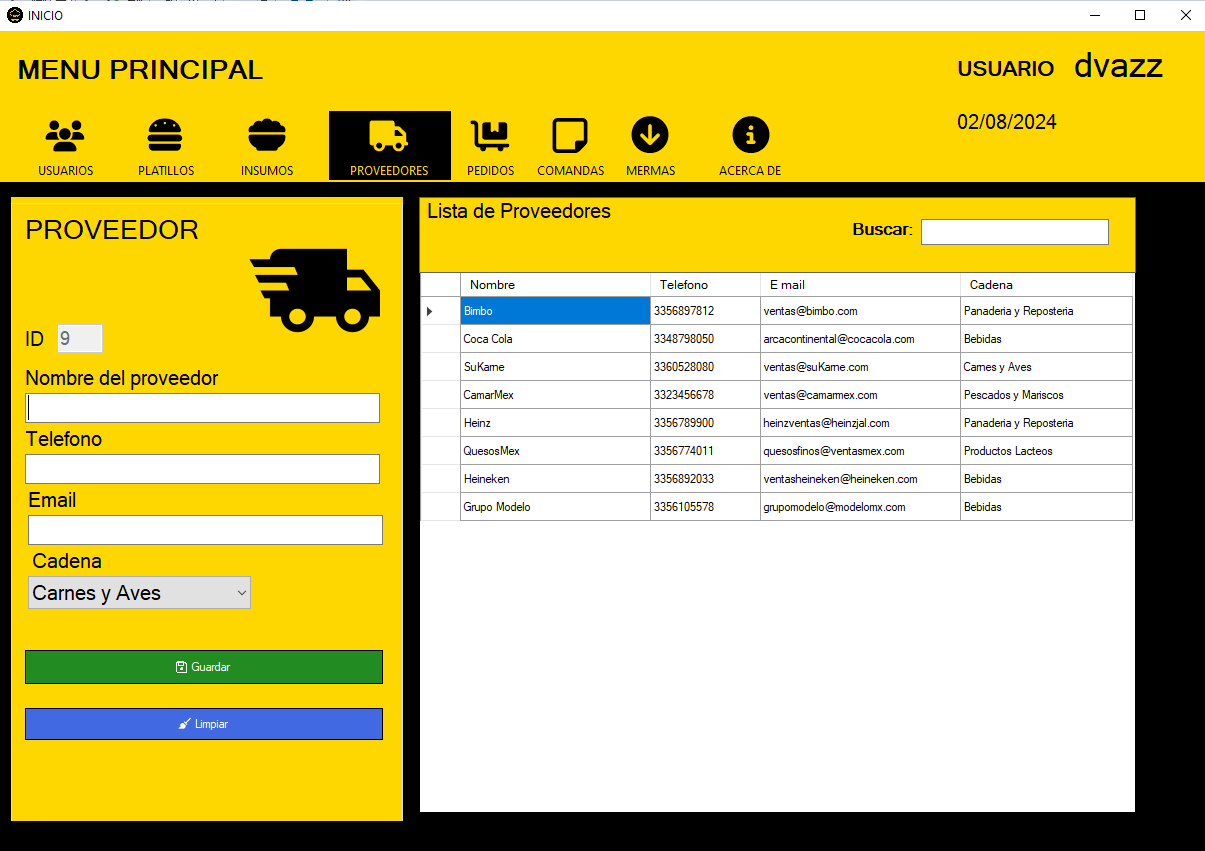 INICIO
MENU PRINCIPAL
USUARIO dvazz
02/08/2024
USUARIOS PLATILLOS INSUMOS PROVEEDORES PEDIDOS COMANDAS MERMAS ACERCA DE
PROVEEDOR
ID 9
Nombre del proveedor
Telefono
Email
Cadena
Carnes y Aves
Guardar
Limpiar
Lista de Proveedores
Buscar:
Nombre Telefono E mail Cadena
Bimbo 3356897812 ventas@bimbo.com Panaderia y Reposteria
Coca Cola 3348798050 arcacontinental@cocacola.com Bebidas
SuKarne 3360528080 ventas@suKarne.com Carnes y Aves
CamarMex 3323456678 ventas@camarmex.com Pescados y Mariscos
Heinz 3356789900 heinzventas@heinzjal.com Panaderia y Reposteria
QuesosMex 3356774011 quesosfinos@ventasmex.com Productos Lacteos
Heineken 3356892033 ventasheineken@heineken.com Bebidas
Grupo Modelo 3356105578 grupomodelo@modelomx.com Bebidas